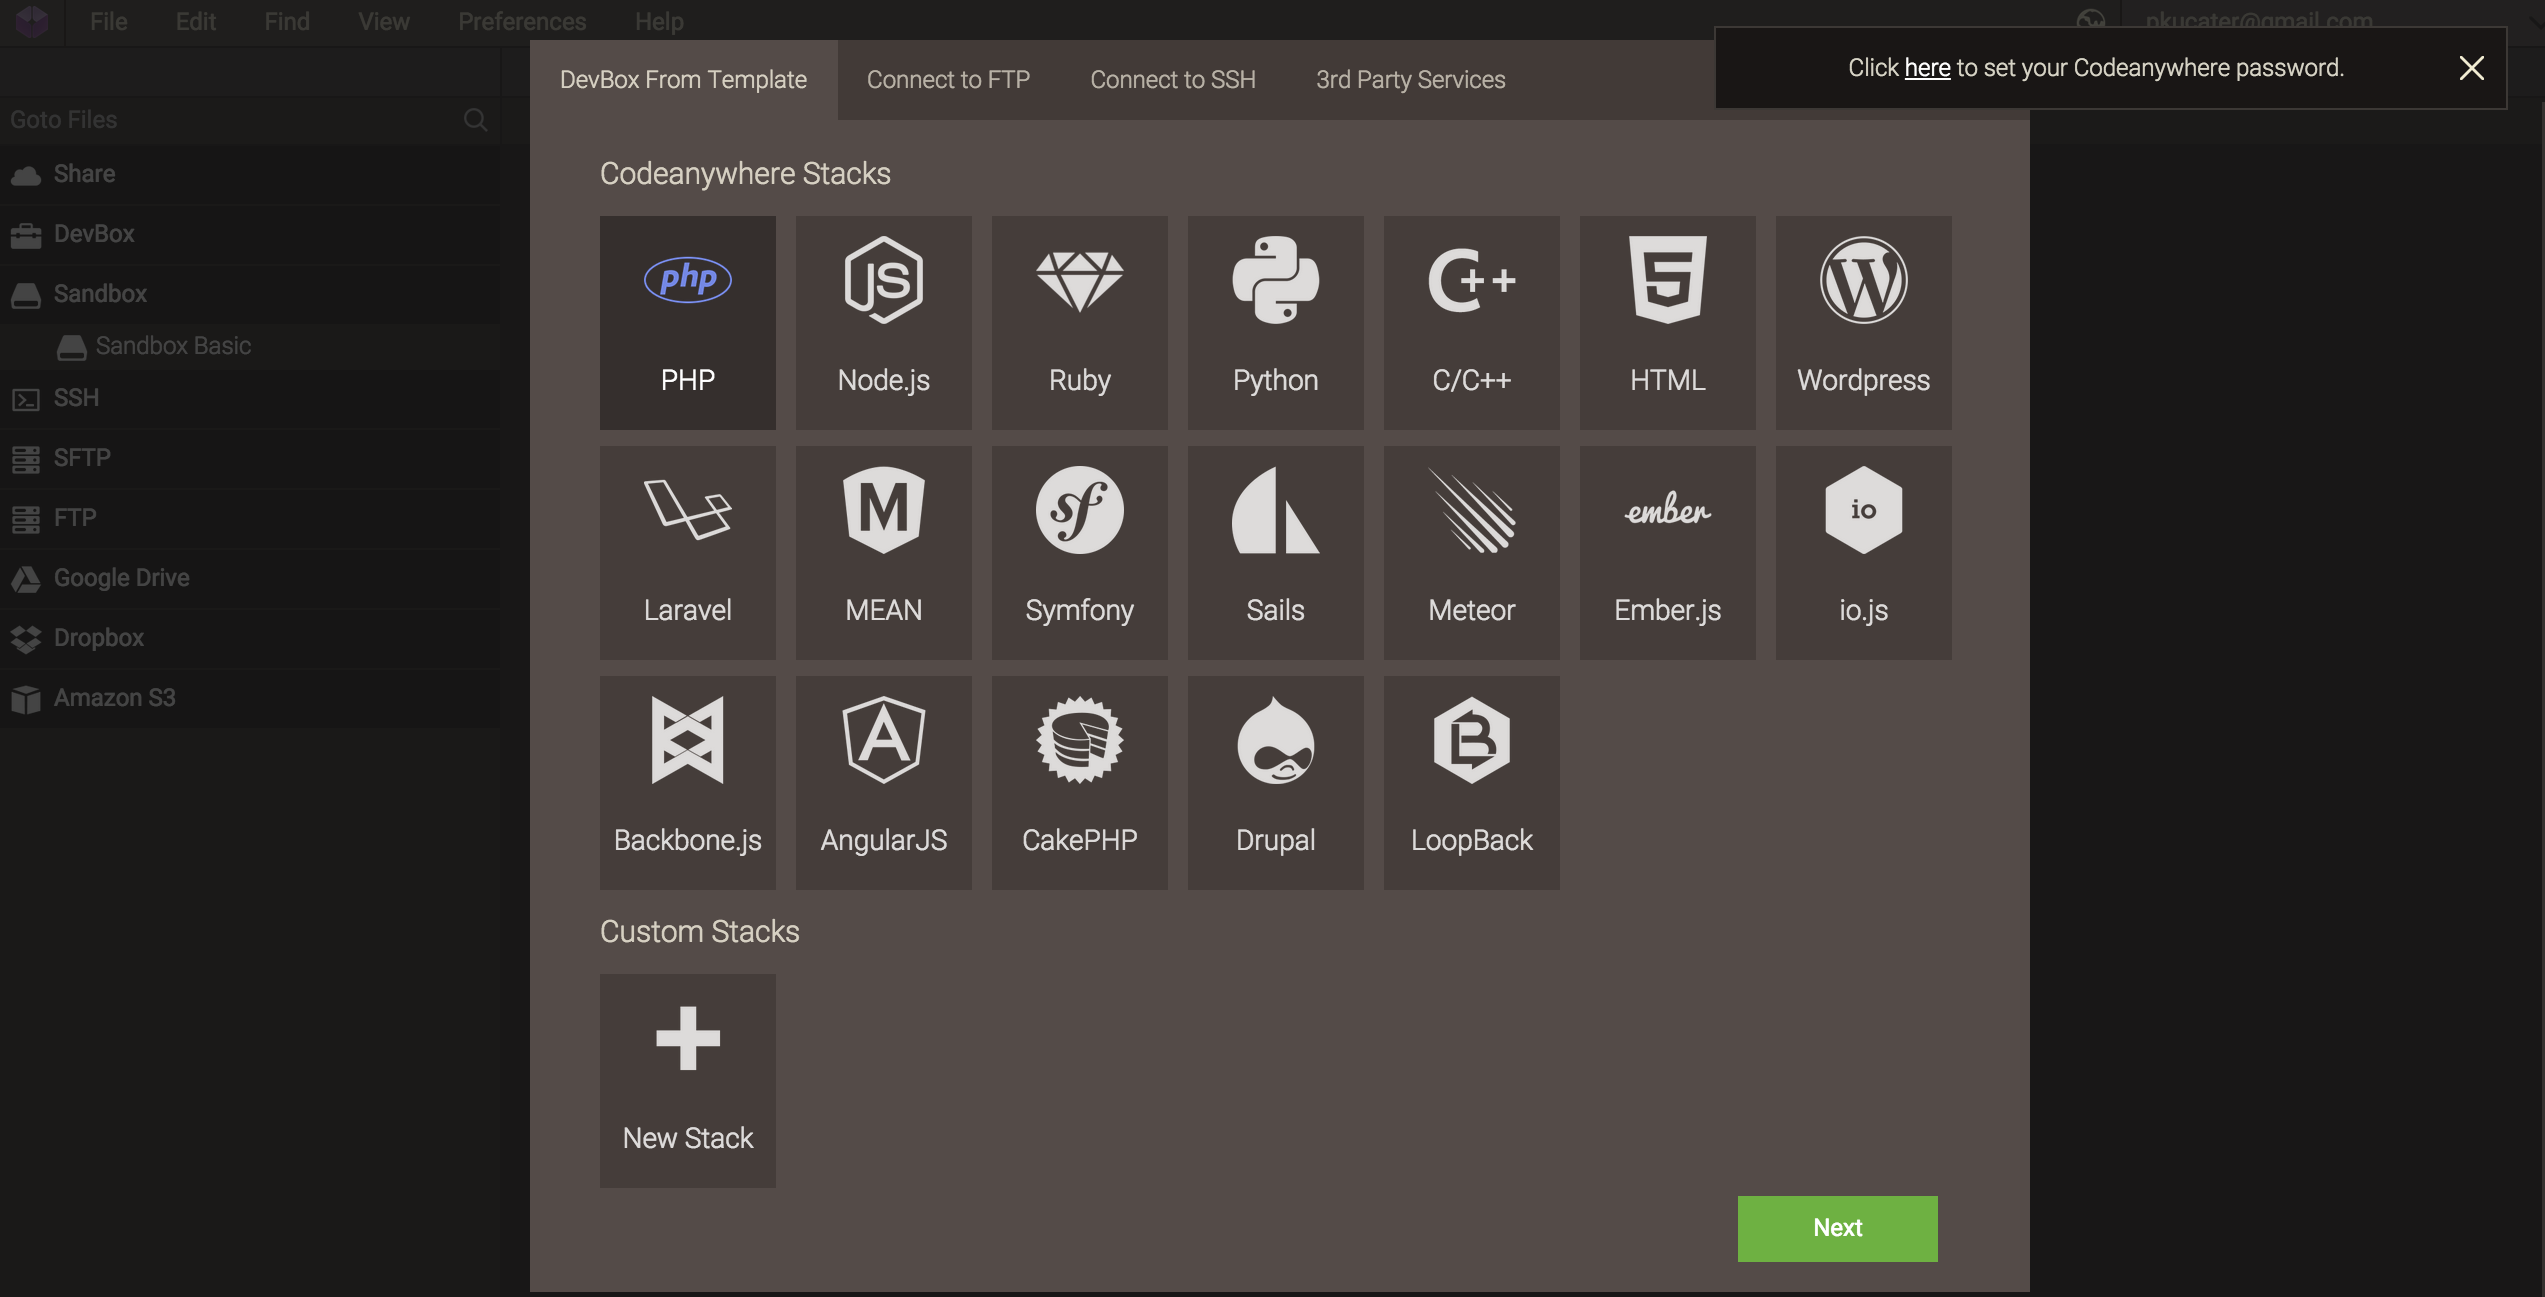 File Edit Find View Preferences Help
pkucater@gmail.com
Click here to set your Codeanywhere password.
DevBox From Template Connect to FTP Connect to SSH 3rd Party Services
Goto Files
Share
DevBox
Sandbox
Sandbox Basic
SSH
SFTP
FTP
Google Drive
Dropbox
Amazon S3
Codeanywhere Stacks
php JS C++ 5 W
PHP Node.js Ruby Python C/C++ HTML Wordpress
M sf ember io
Laravel MEAN Symfony Sails Meteor Ember.js io.js
A B
Backbone.js AngularJS CakePHP Drupal LoopBack
Custom Stacks
New Stack
Next